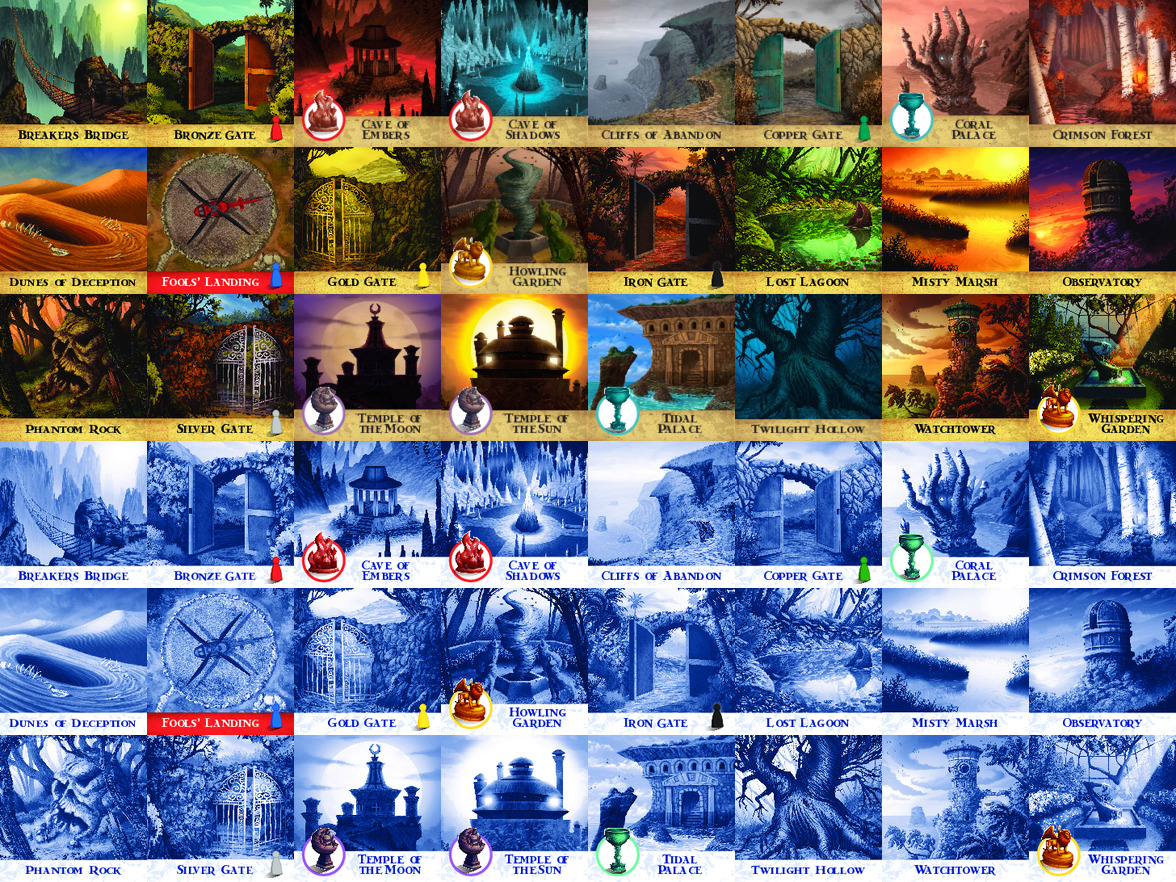 Breakers Bridge
Bronze Gate
Cave of
Embers
Cave of
Shadows
Cliffs of Abandon
Copper Gate
Coral
Palace
Crimson Forest
Dunes of Deception
Fools' Landing
Gold Gate
Howling
Garden
Iron Gate
Lost Lagoon
Misty Marsh
Observatory
Phantom Rock
Silver Gate
Temple of
the Moon
Temple of
the Sun
Tidal
Palace
Twilight Hollow
Watchtower
Whispering
Garden
Breakers Bridge
Bronze Gate
Cave of
Embers
Cave of
Shadows
Cliffs of Abandon
Copper Gate
Coral
Palace
Crimson Forest
Dunes of Deception
Fools' Landing
Gold Gate
Howling
Garden
Iron Gate
Lost Lagoon
Misty Marsh
Observatory
Phantom Rock
Silver Gate
Temple of
the Moon
Temple of
the Sun
Tidal
Palace
Twilight Hollow
Watchtower
Whispering
Garden